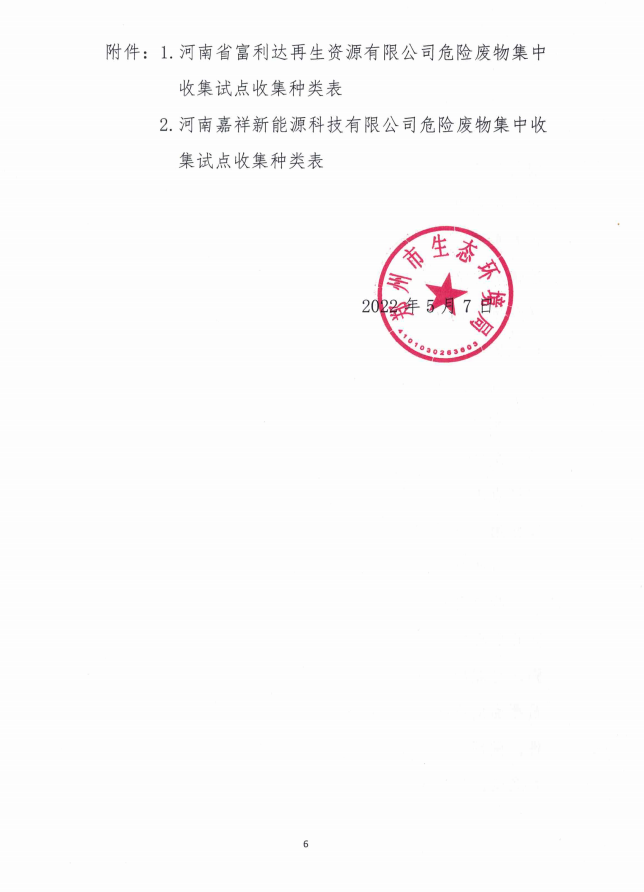 附件：1.河南省富利达再生资源有限公司危险废物集中
收集试点收集种类表
2.河南嘉祥新能源科技有限公司危险废物集中收
集试点收集种类表
郑州市生态环境局
2022年5月7日
4101030263603
6